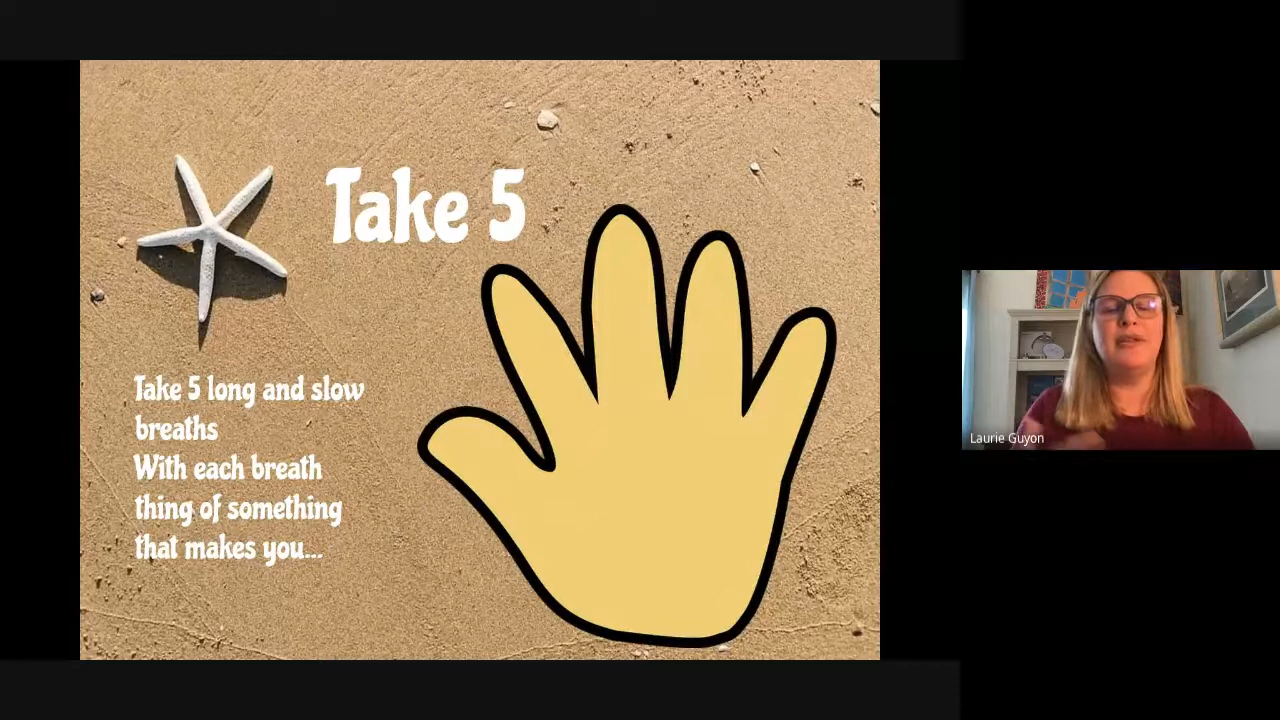 Take 5
Take 5 long and slow
breaths
With each breath
thing of something
that makes you...
Laurie Guyon